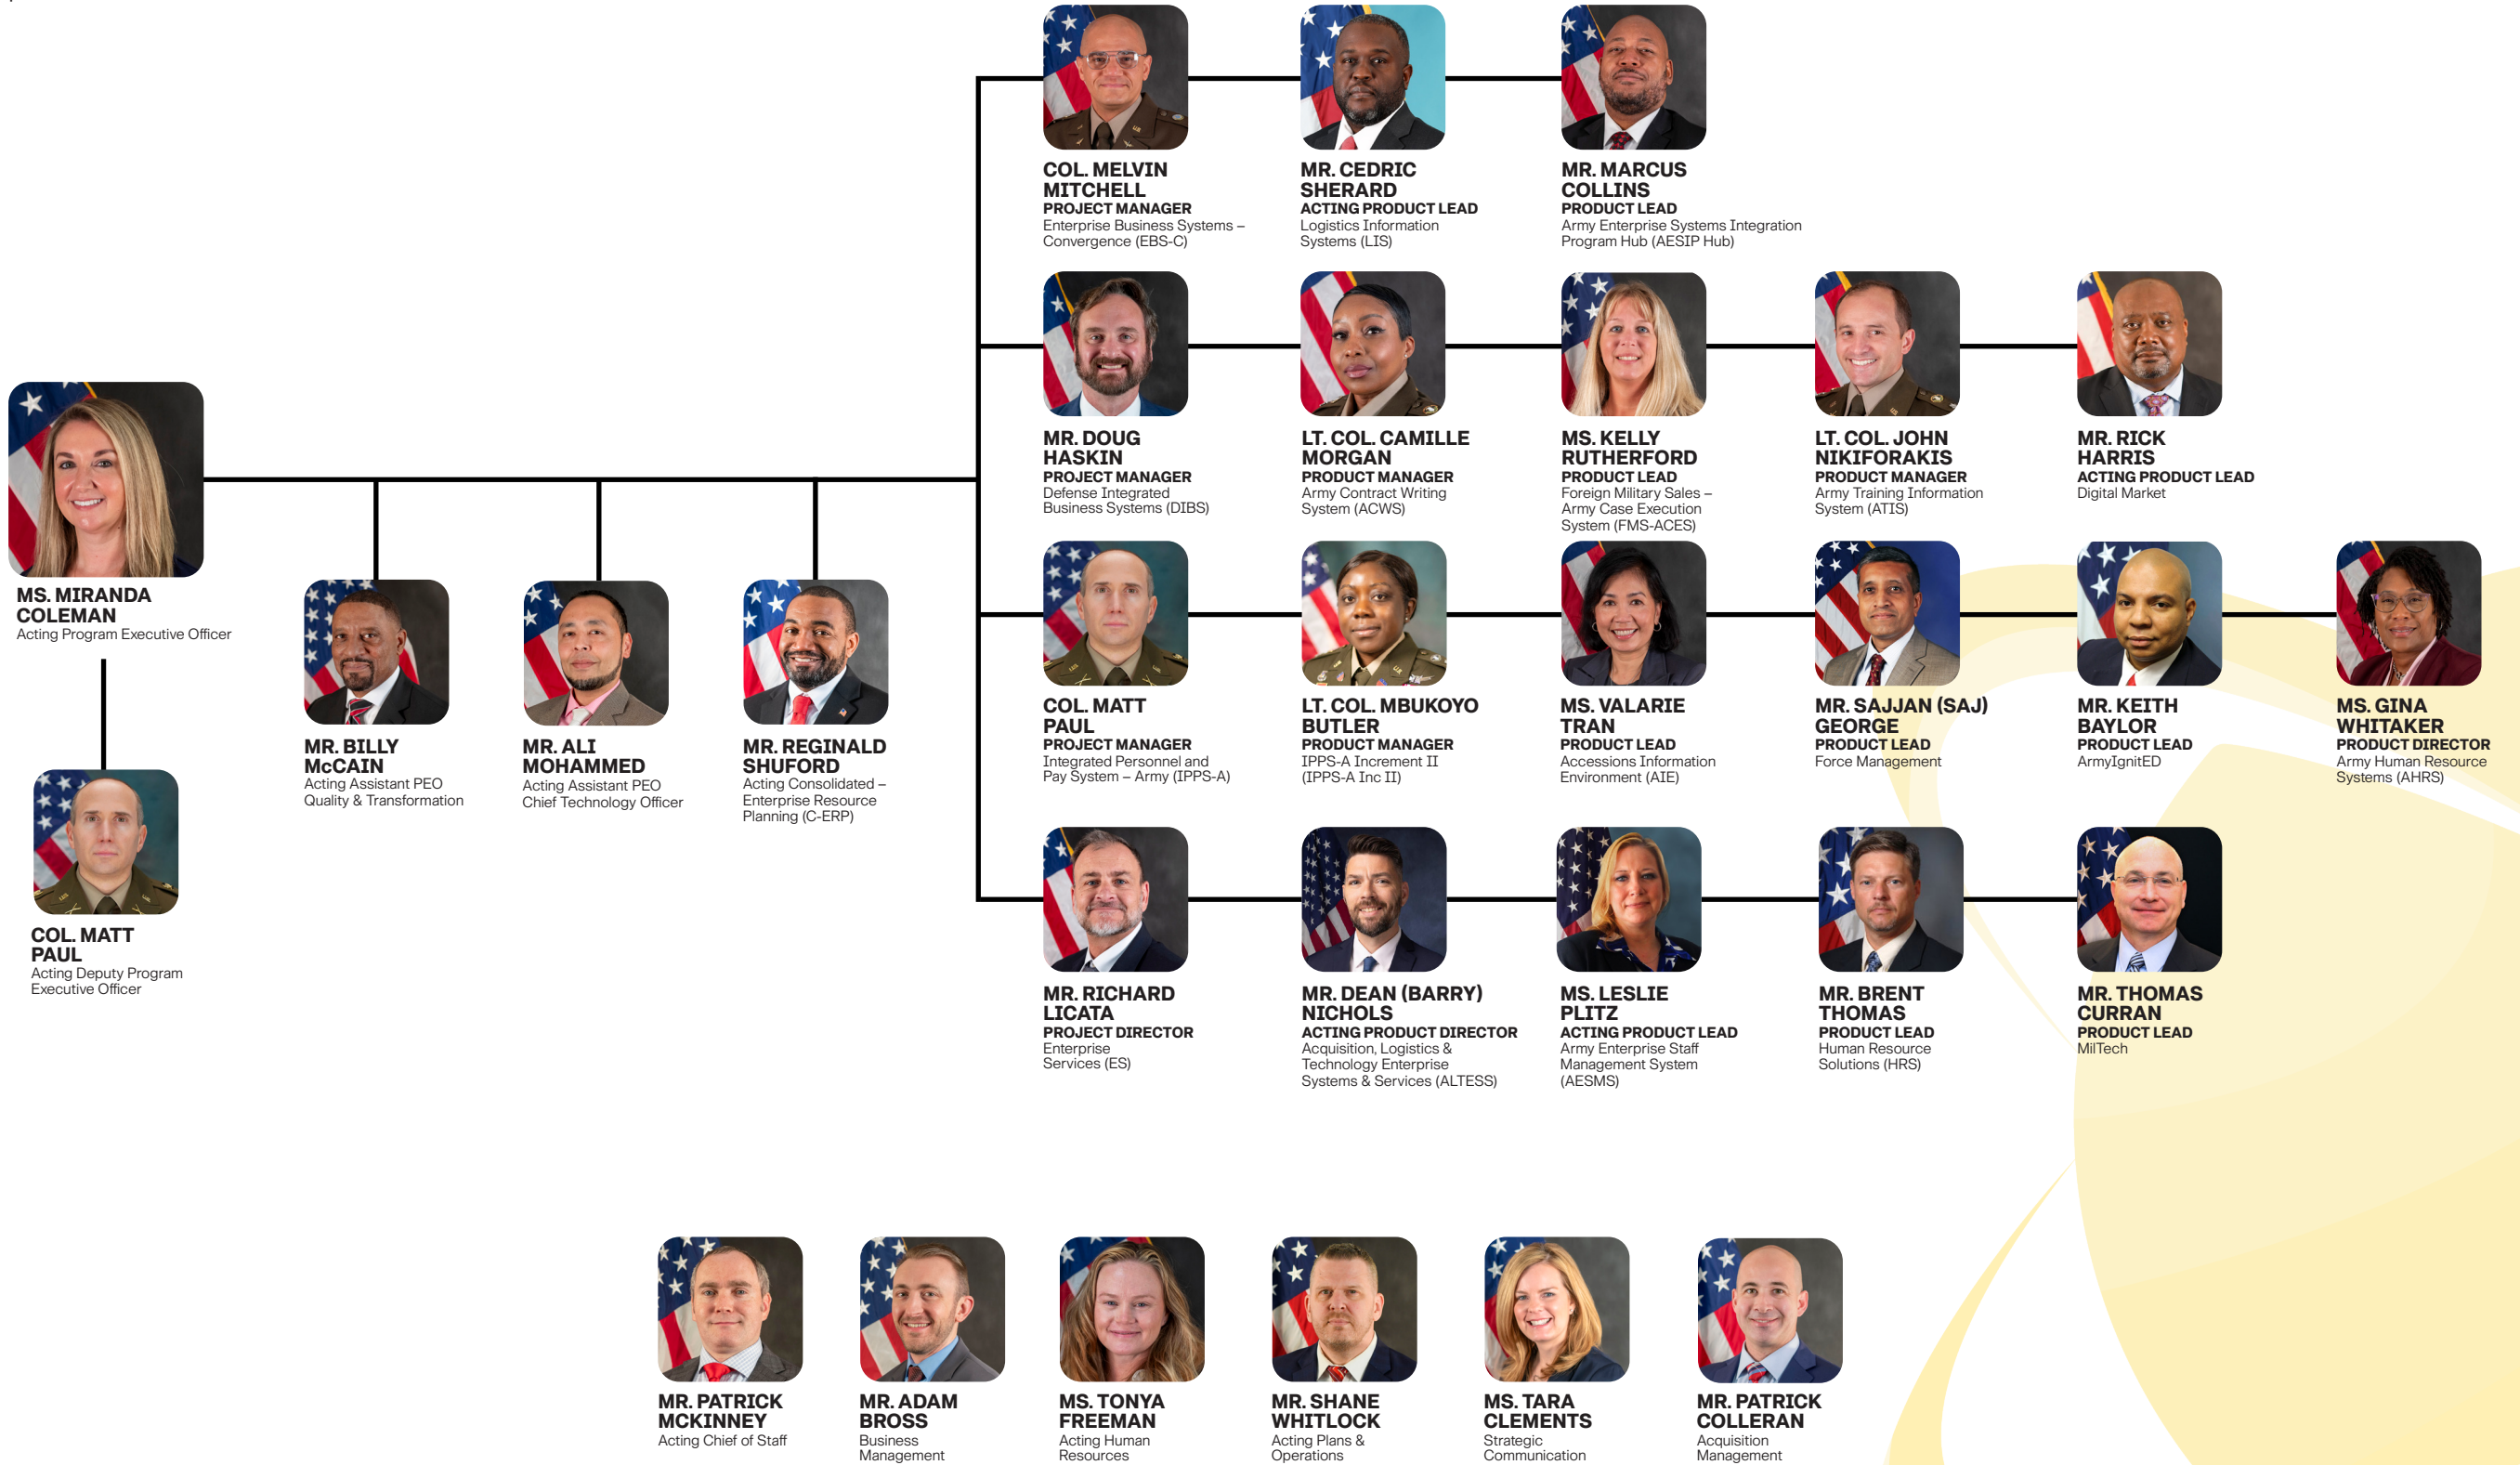 COL. MELVIN
MITCHELL
PROJECT MANAGER
Enterprise Business Systems –
Convergence (EBS-C)
MR. CEDRIC
SHERARD
ACTING PRODUCT LEAD
Logistics Information
Systems (LIS)
MR. MARCUS
COLLINS
PRODUCT LEAD
Army Enterprise Systems Integration
Program Hub (AESIP Hub)
MR. DOUG
HASKIN
PROJECT MANAGER
Defense Integrated
Business Systems (DIBS)
LT. COL. CAMILLE
MORGAN
PRODUCT MANAGER
Army Contract Writing
System (ACWS)
MS. KELLY
RUTHERFORD
PRODUCT LEAD
Foreign Military Sales –
Army Case Execution
System (FMS-ACES)
LT. COL. JOHN
NIKIFORAKIS
PRODUCT MANAGER
Army Training Information
System (ATIS)
MR. RICK
HARRIS
ACTING PRODUCT LEAD
Digital Market
MS. MIRANDA
COLEMAN
Acting Program Executive Officer
COL. MATT
PAUL
Acting Deputy Program
Executive Officer
MR. BILLY
McCAIN
Acting Assistant PEO
Quality & Transformation
MR. ALI
MOHAMMED
Acting Assistant PEO
Chief Technology Officer
MR. REGINALD
SHUFORD
Acting Consolidated –
Enterprise Resource
Planning (C-ERP)
COL. MATT
PAUL
PROJECT MANAGER
Integrated Personnel and
Pay System – Army (IPPS-A)
LT. COL. MBUKOYO
BUTLER
PRODUCT MANAGER
IPPS-A Increment II
(IPPS-A Inc II)
MS. VALARIE
TRAN
PRODUCT LEAD
Accessions Information
Environment (AIE)
MR. SAJJAN (SAJ)
GEORGE
PRODUCT LEAD
Force Management
MR. KEITH
BAYLOR
PRODUCT LEAD
ArmyIgnitED
MS. GINA
WHITAKER
PRODUCT DIRECTOR
Army Human Resource
Systems (AHRS)
MR. RICHARD
LICATA
PROJECT DIRECTOR
Enterprise
Services (ES)
MR. DEAN (BARRY)
NICHOLS
ACTING PRODUCT DIRECTOR
Acquisition, Logistics &
Technology Enterprise
Systems & Services (ALTESS)
MS. LESLIE
PLITZ
ACTING PRODUCT LEAD
Army Enterprise Staff
Management System
(AESMS)
MR. BRENT
THOMAS
PRODUCT LEAD
Human Resource
Solutions (HRS)
MR. THOMAS
CURRAN
PRODUCT LEAD
MilTech
MR. PATRICK
MCKINNEY
Acting Chief of Staff
MR. ADAM
BROSS
Business
Management
MS. TONYA
FREEMAN
Acting Human
Resources
MR. SHANE
WHITLOCK
Acting Plans &
Operations
MS. TARA
CLEMENTS
Strategic
Communication
MR. PATRICK
COLLERAN
Acquisition
Management